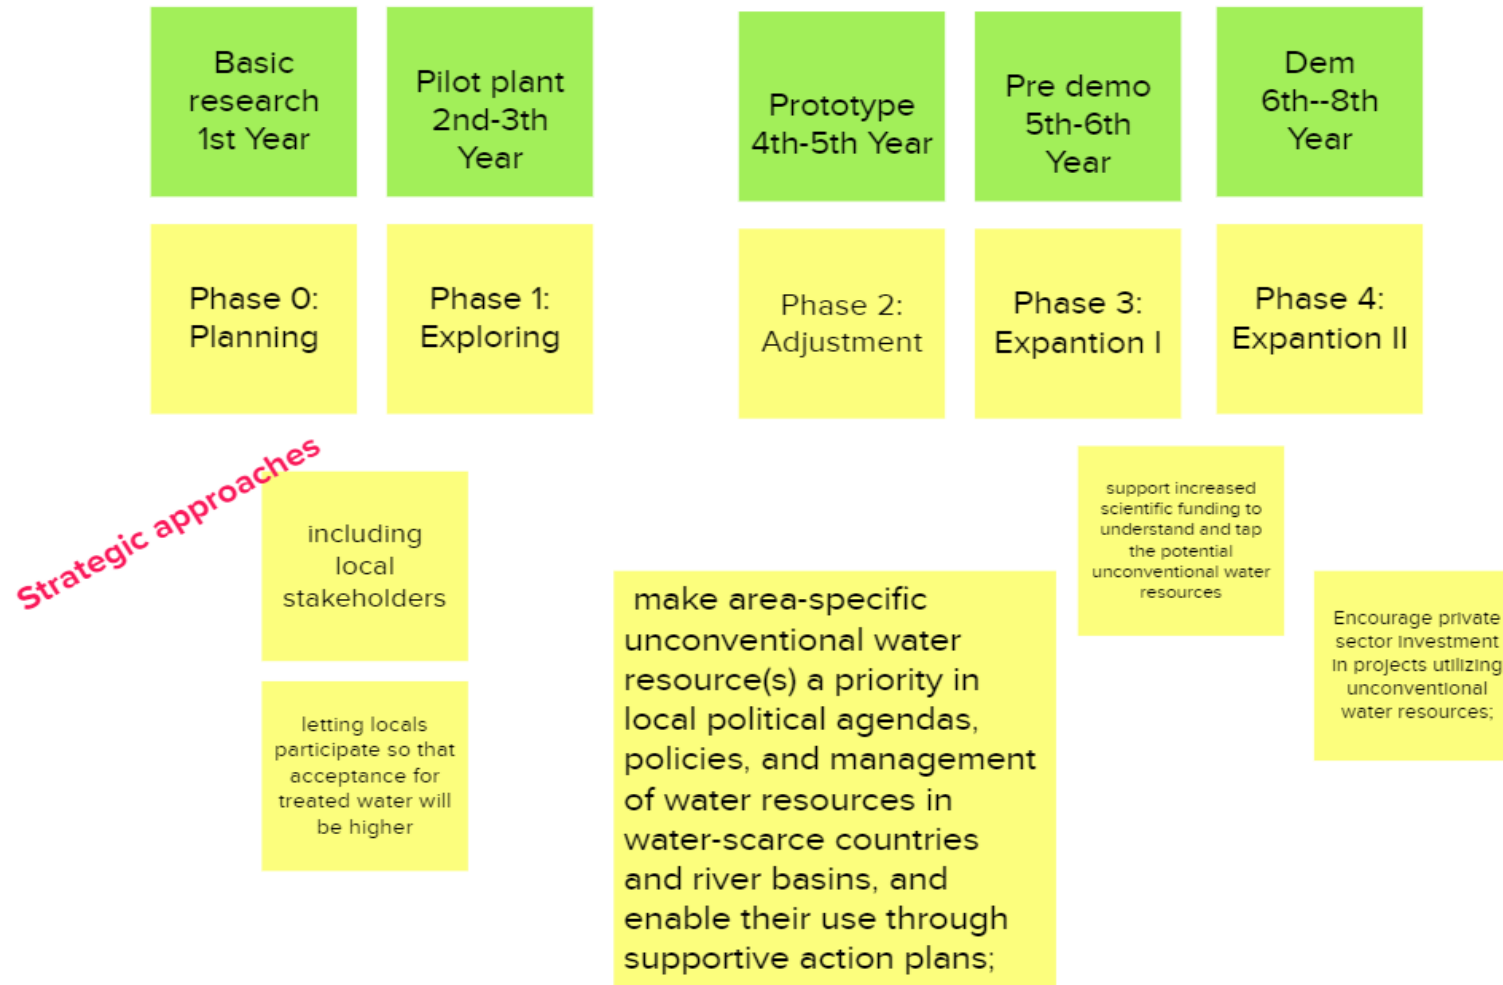 Basic
research
1st Year
Pilot plant
2nd-3th
Year
Prototype
4th-5th Year
Pre demo
5th-6th
Year
Dem
6th--8th
Year
Phase 0:
Planning
Phase 1:
Exploring
Phase 2:
Adjustment
Phase 3:
Expantion I
Phase 4:
Expantion II
Strategic approaches
including
local
stakeholders
letting locals
participate so that
acceptance for
treated water will
be higher
make area-specific
unconventional water
resource(s) a priority in
local political agendas,
policies, and management
of water resources in
water-scarce countries
and river basins, and
enable their use through
supportive action plans;
support increased
scientific funding to
understand and tap
the potential
unconventional water
resources
Encourage private
sector investment
in projects utilizing
unconventional
water resources;